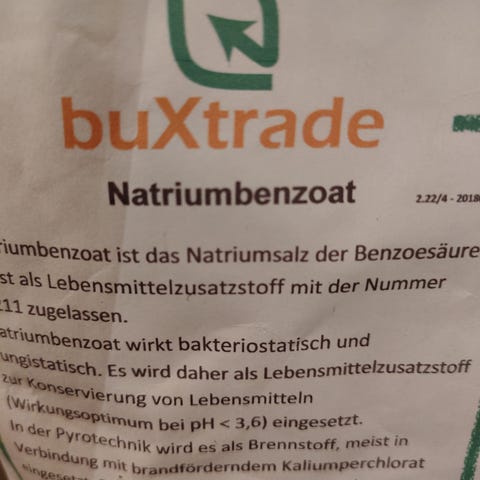 buXtrade
Natriumbenzoat
2.22/4 - 2018
riumbenzoat ist das Natriumsalz der Benzoesäure
st als Lebensmittelzusatzstoff mit der Nummer
211 zugelassen.
atriumbenzoat wirkt bakteriostatisch und
ungistatisch. Es wird daher als Lebensmittelzusatzstoff
zur Konservierung von Lebensmitteln
(Wirkungsoptimum bei pH < 3,6) eingesetzt.
In der Pyrotechnik wird es als Brennstoff, meist in
Verbindung mit brandförderndem Kaliumperchlorat
eingesetzt